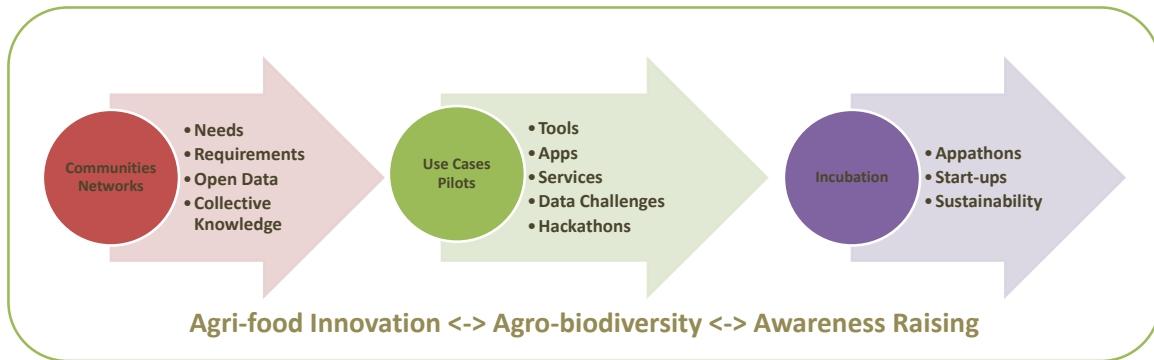 Communities
Networks
• Needs
• Requirements
• Open Data
• Collective
Knowledge
Use Cases
Pilots
• Tools
• Apps
• Services
• Data Challenges
• Hackathons
Incubation
• Appathons
• Start-ups
• Sustainability
Agri-food Innovation <-> Agro-biodiversity <-> Awareness Raising